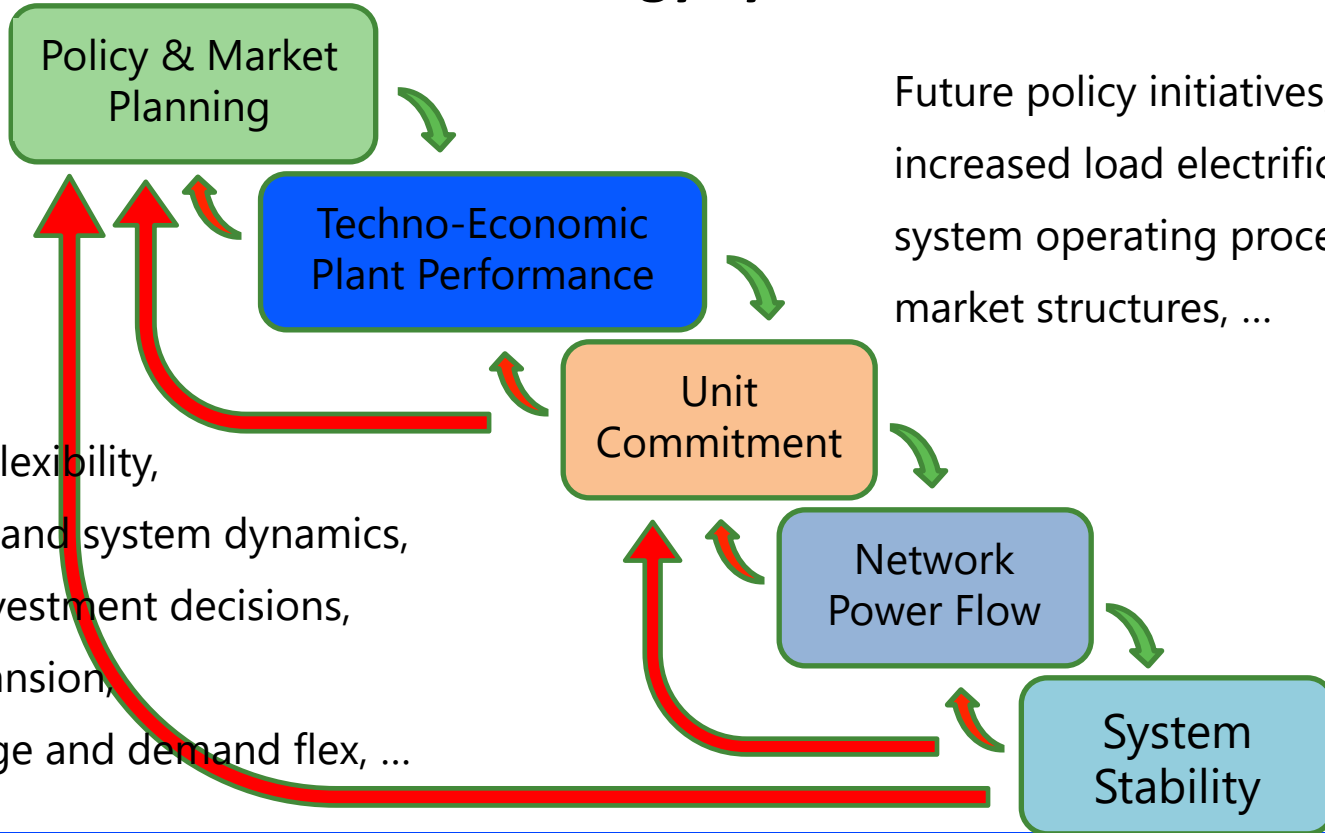 Policy & Market
Planning
Future policy initiatives
increased load electrific
system operating proce
market structures, ...
Techno-Economic
Plant Performance
Unit
Commitment
lexibility,
and system dynamics,
vestment decisions,
ansion,
ge and demand flex, ...
Network
Power Flow
System
Stability